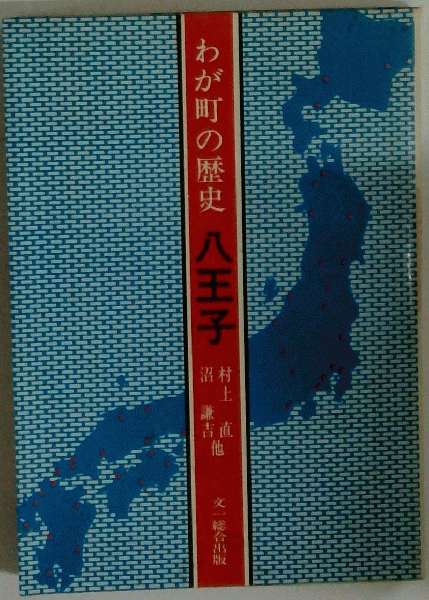 わが町の歴史 八王子
村上 直
沼 謙吉他
文一総合出版